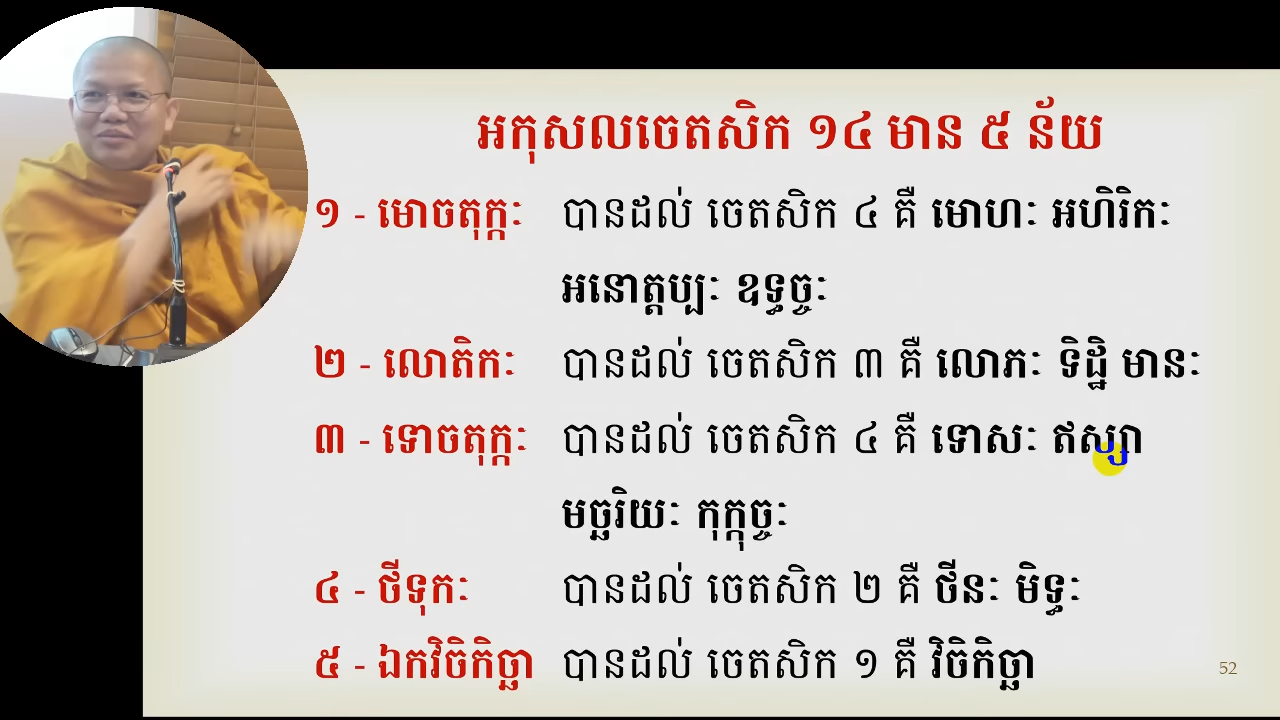 អកុសលចេតសិក ១៤ មាន ៥ ន័យ
១ - មោចតុក្កៈ បានដល់ ចេតសិក ៤ គឺ មោហៈ អហិរិកៈ
អនោត្តប្បៈ ឧទ្ធច្ចៈ
២ - លោតិកៈ បានដល់ ចេតសិក ៣ គឺ លោភៈ ទិដ្ឋិ មានៈ
៣ - ទោចតុក្កៈ បានដល់ ចេតសិក ៤ គឺ ទោសៈ ឥស្សា
មច្ឆរិយៈ កុក្កុច្ចៈ
៤ - ថីទុកៈ បានដល់ ចេតសិក ២ គឺ ថីនៈ មិទ្ធៈ
៥ - ឯកវិចិកិច្ឆា បានដល់ ចេតសិក ១ គឺ វិចិកិច្ឆា
52